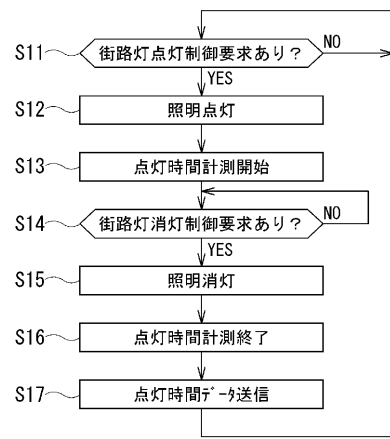 S11 街路灯点灯制御要求あり？ NO
YES
S12 照明点灯
S13 点灯時間計測開始
S14 街路灯消灯制御要求あり？ NO
YES
S15 照明消灯
S16 点灯時間計測終了
S17 点灯時間ﾃﾞｰﾀ送信